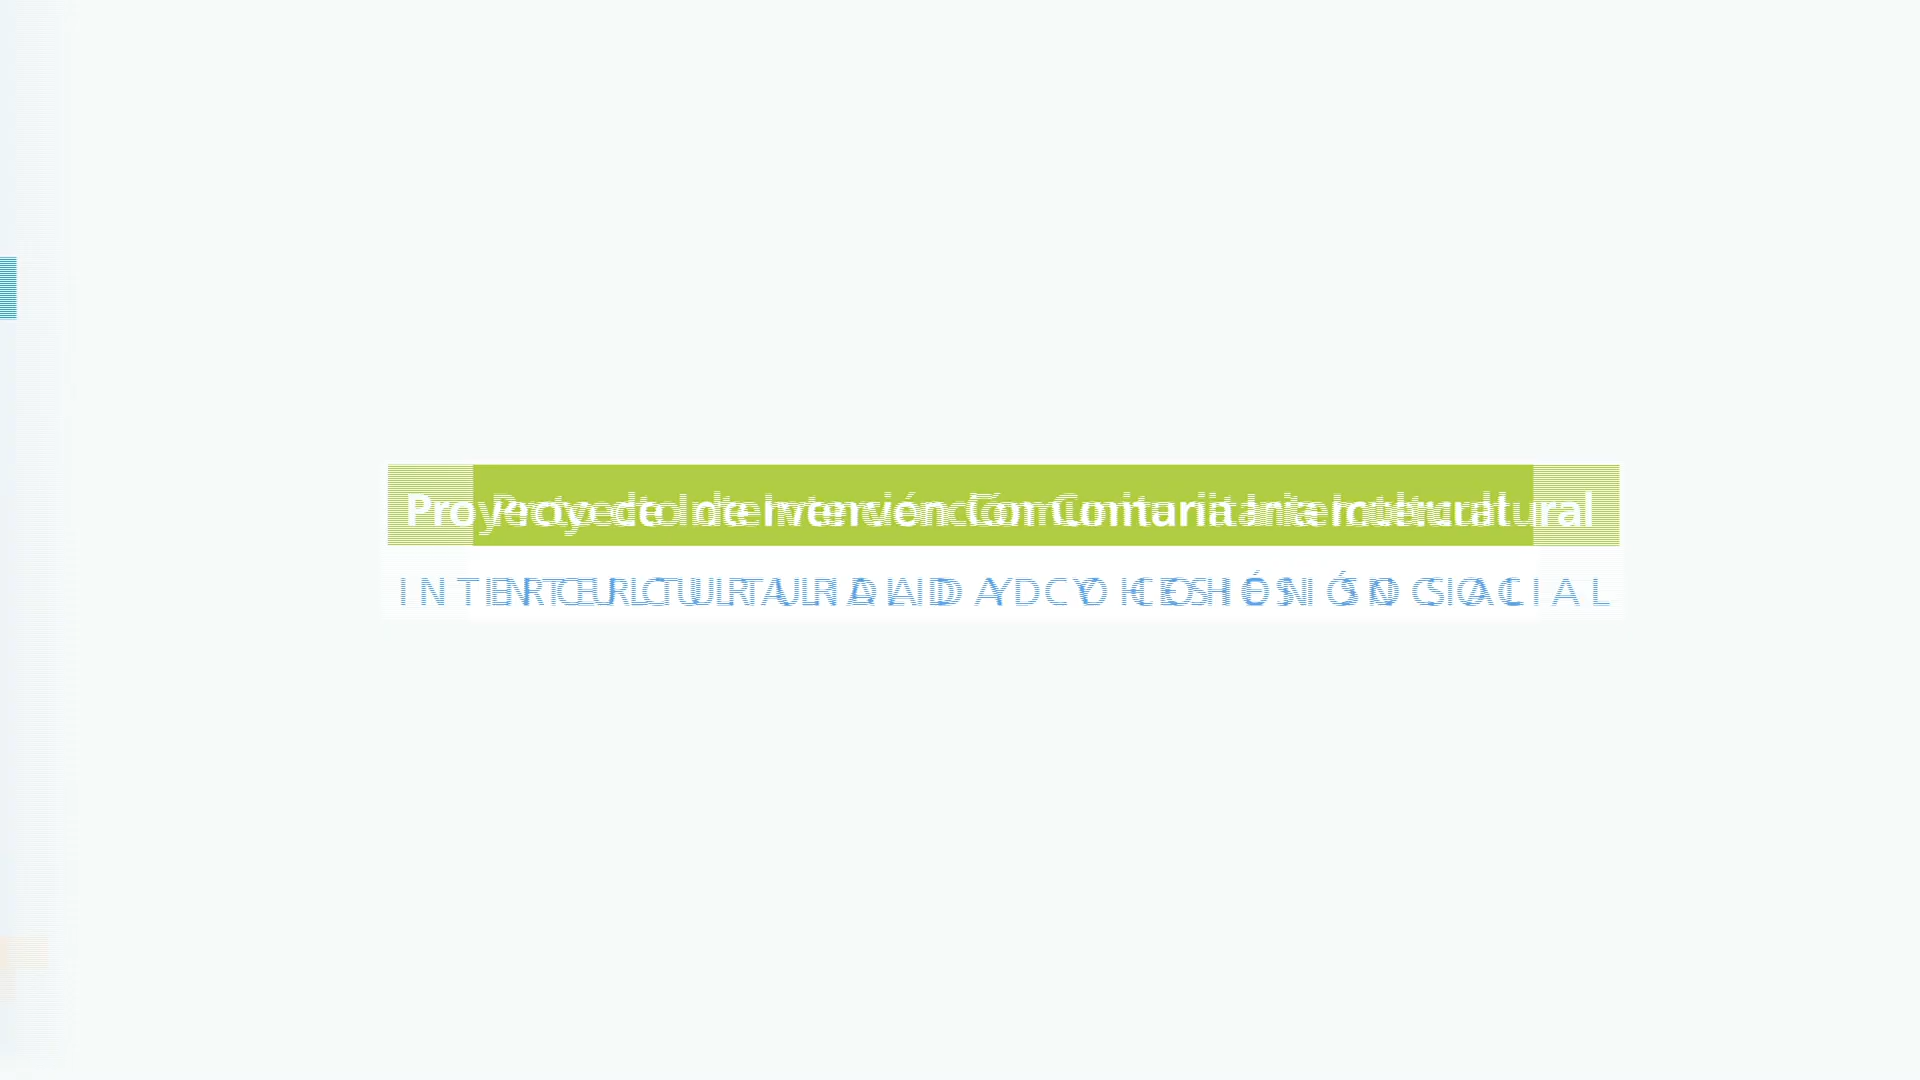 Proyecto de Intervención Comunitaria Intercultural
INTERCULTURALIDAD Y COHESIÓN SOCIAL